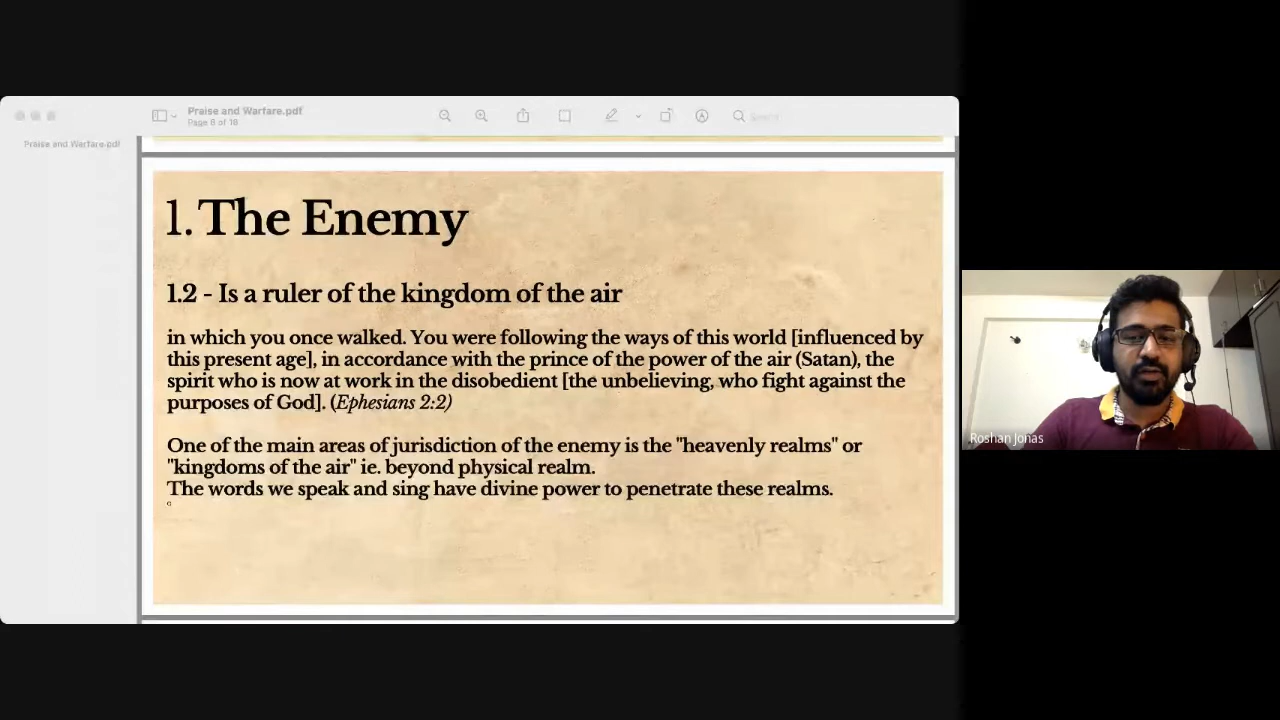 Praise and Warfare.pdf
Page 8 of 18
Search
Praise and Warfare.pdf
1. The Enemy
1.2 - Is a ruler of the kingdom of the air
in which you once walked. You were following the ways of this world [influenced by
this present age], in accordance with the prince of the power of the air (Satan), the
spirit who is now at work in the disobedient [the unbelieving, who fight against the
purposes of God]. (Ephesians 2:2)
One of the main areas of jurisdiction of the enemy is the "heavenly realms" or
"kingdoms of the air" ie. beyond physical realm.
The words we speak and sing have divine power to penetrate these realms.
Roshan Jonas